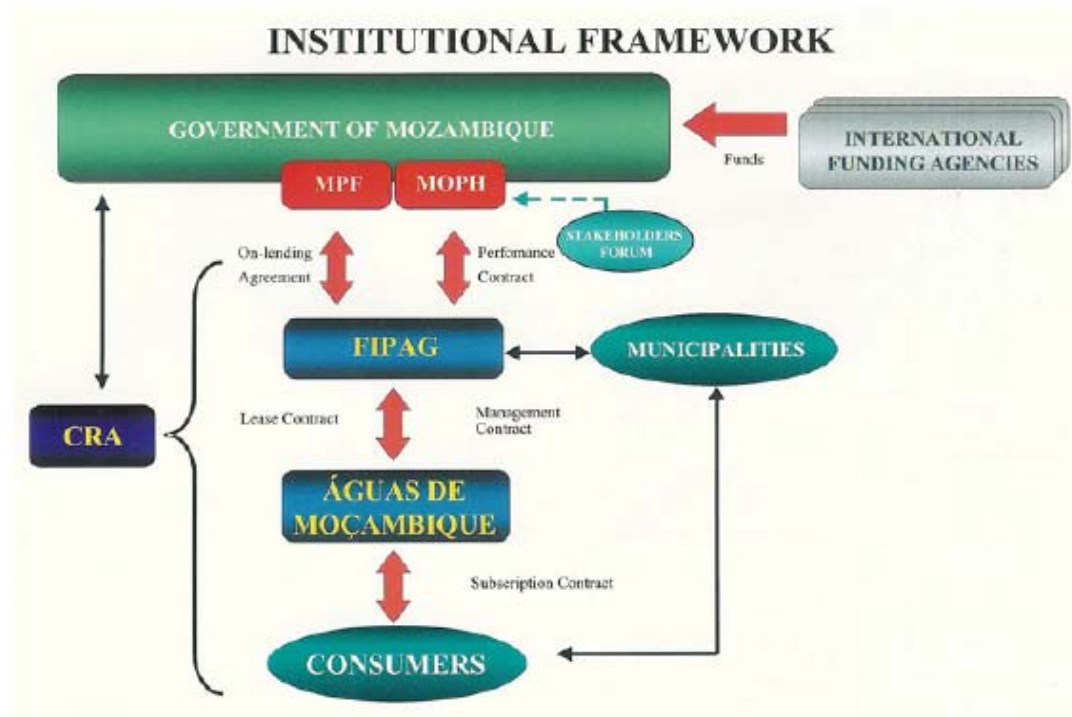 INSTITUTIONAL FRAMEWORK
GOVERNMENT OF MOZAMBIQUE
INTERNATIONAL
FUNDING AGENCIES
Funds
MPF
MOPH
STAKEHOLDERS
FORUM
On-lending
Agreement
Perfomance
Contract
FIPAG
MUNICIPALITIES
CRA
Lease Contract
Management
Contract
ÁGUAS DE
MOÇAMBIQUE
Subscription Contract
CONSUMERS